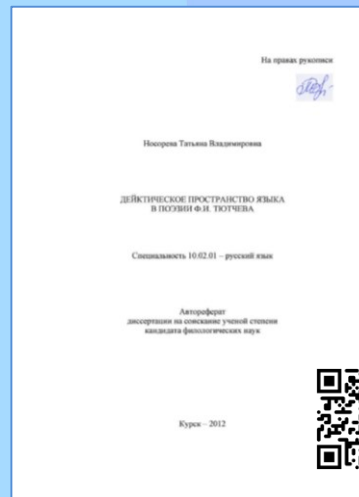 На правах рукописи
Носорева Татьяна Владимировна
ДЕЙКТИЧЕСКОЕ ПРОСТРАНСТВО ЯЗЫКА
В ПОЭЗИИ Ф.И. ТЮТЧЕВА
Специальность 10.02.01 – русский язык
Автореферат
диссертации на соискание ученой степени
кандидата филологических наук
Курск – 2012